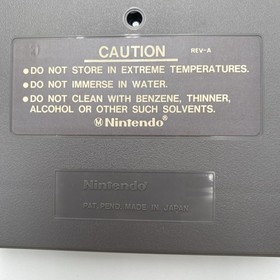 CAUTION REV-A
●DO NOT STORE IN EXTREME TEMPERATURES.
●DO NOT IMMERSE IN WATER.
●DO NOT CLEAN WITH BENZENE, THINNER,
ALCOHOL OR OTHER SUCH SOLVENTS.
Ⓜ Nintendo®
Nintendo®
PAT. PEND. MADE IN JAPAN